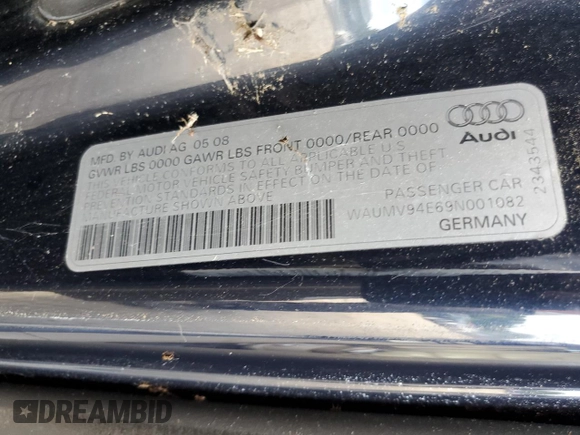 MFD. BY AUDI AG 05 08
GVWR LBS 0000 GAWR LBS FRONT 0000/REAR 0000
THIS VEHICLE CONFORMS TO ALL APPLICABLE U.S.
FEDERAL MOTOR VEHICLE SAFETY BUMPER AND THEFT
PREVENTION STANDARDS IN EFFECT ON THE DATE OF
MANUFACTURE SHOWN ABOVE
Audi
PASSENGER CAR
WAUMV94E69N001082
GERMANY
2343544
DREAMBID